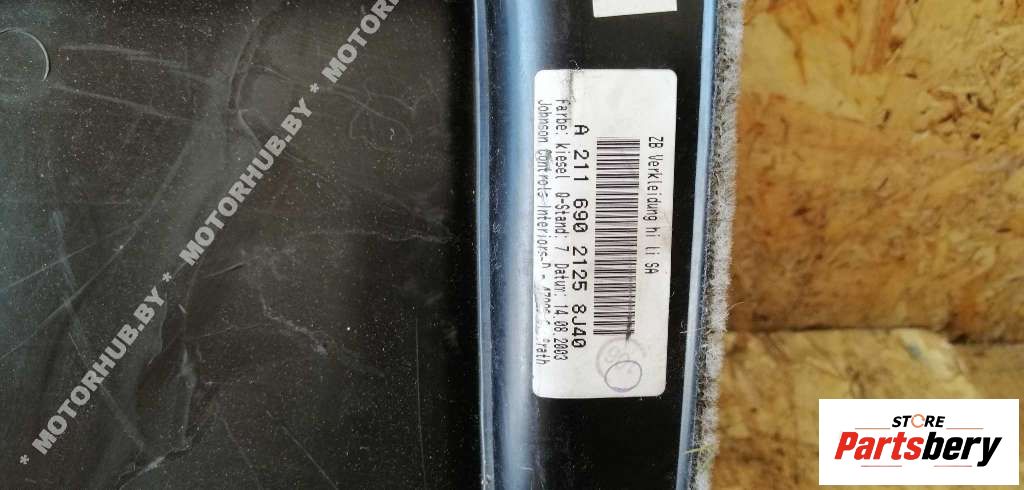 ZB Verkleidung hi li SA
A 211 690 2125 8J40
Farbe: kiesel Q-Stand: 7 Datum: 14.08.2003
Johnson Controls Interiors-D -
* MOTORHUB.BY * MOTORHUB.BY * MOTORHUB.BY *
STORE
Partsbery